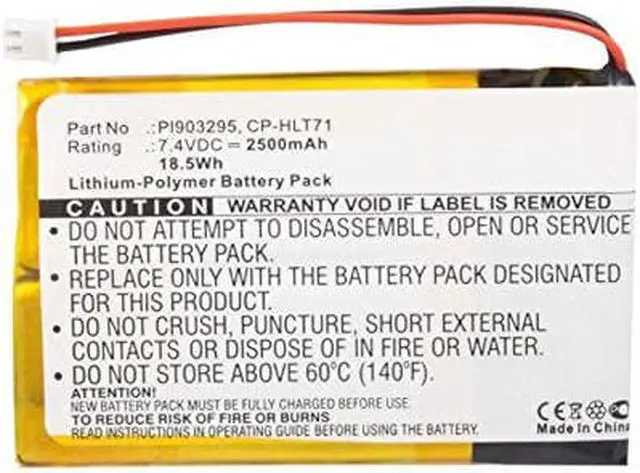 Part No .:PI903295, CP-HLT71
Rating .:7.4VDC ⎓ 2500mAh
18.5Wh
Lithium-Polymer Battery Pack
CAUTION WARRANTY VOID IF LABEL IS REMOVED
• DO NOT ATTEMPT TO DISASSEMBLE, OPEN OR SERVICE
THE BATTERY PACK.
• REPLACE ONLY WITH THE BATTERY PACK DESIGNATED
FOR THIS PRODUCT.
• DO NOT CRUSH, PUNCTURE, SHORT EXTERNAL
CONTACTS OR DISPOSE OF IN FIRE OR WATER.
• DO NOT STORE ABOVE 60°C (140°F).
ATTENTION!
NEW BATTERY PACK MUST BE FULLY CHARGED BEFORE USE.
TO REDUCE RISK OF FIRE OR BURNS
READ INSTRUCTIONS IN OPERATING GUIDE BEFORE CHARGING BATTERY.
CE
Made In China